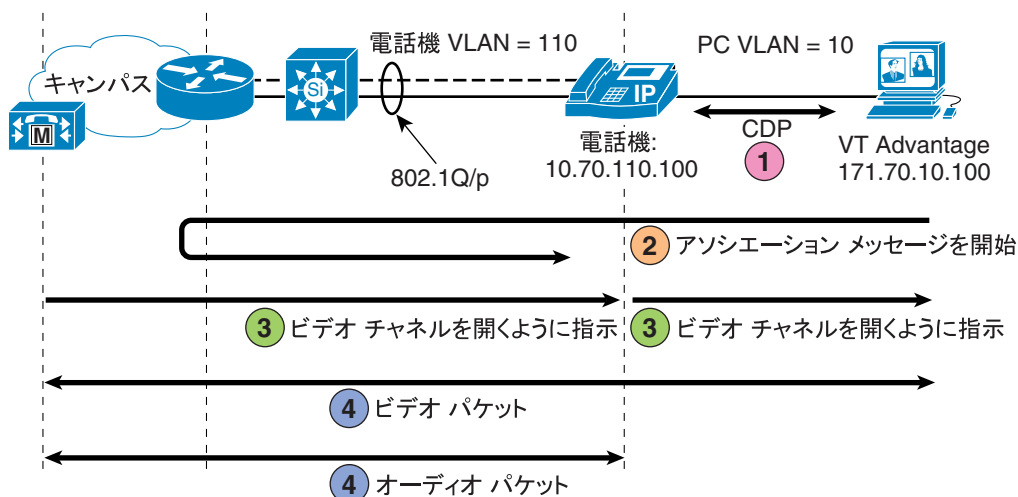 電話機 VLAN = 110
PC VLAN = 10
キャンパス
Si
IP
M
802.1Q/p
電話機:
10.70.110.100
CDP
1
VT Advantage
171.70.10.100
2 アソシエーション メッセージを開始
3 ビデオ チャネルを開くように指示
3 ビデオ チャネルを開くように指示
4 ビデオ パケット
4 オーディオ パケット